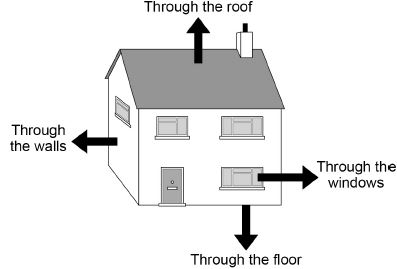 Through the roof
Through
the walls
Through the
windows
Through the floor